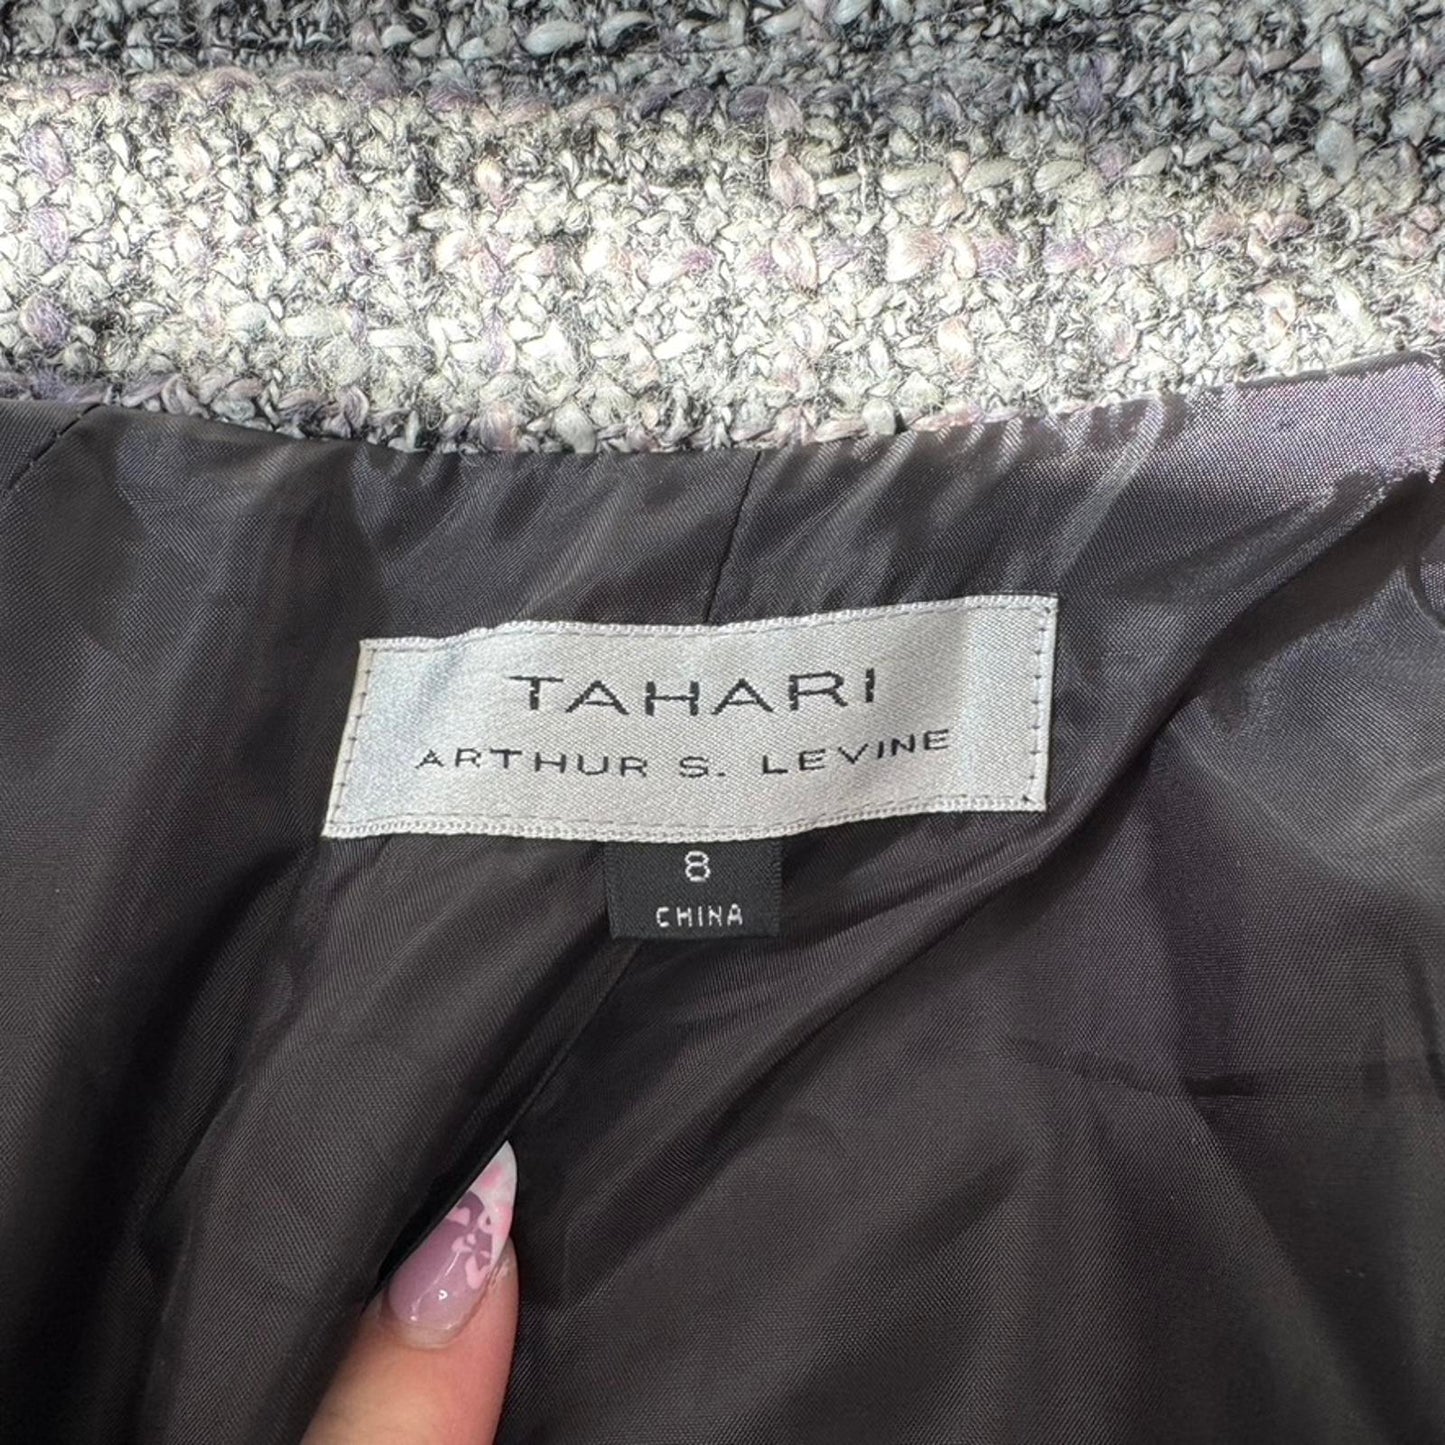 TAHARI
ARTHUR S. LEVINE
8
CHINA